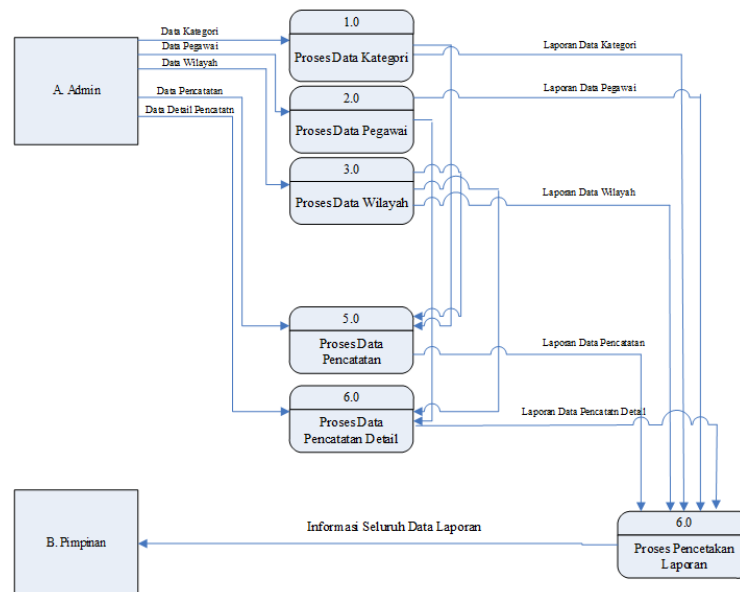 1.0
Proses Data Kategori
Data Kategori
Data Pegawai
Data Wilayah
Data Pencatatan
Data Detail Pencatatn
A. Admin
Laporan Data Kategori
2.0
Proses Data Pegawai
Laporan Data Pegawai
3.0
Proses Data Wilayah
Laporan Data Wilayah
5.0
Proses Data
Pencatatan
Laporan Data Pencatatan
6.0
Proses Data
Pencatatan Detail
Laporan Data Pencatatn Detail
B. Pimpinan
Informasi Seluruh Data Laporan
6.0
Proses Pencetakan
Laporan